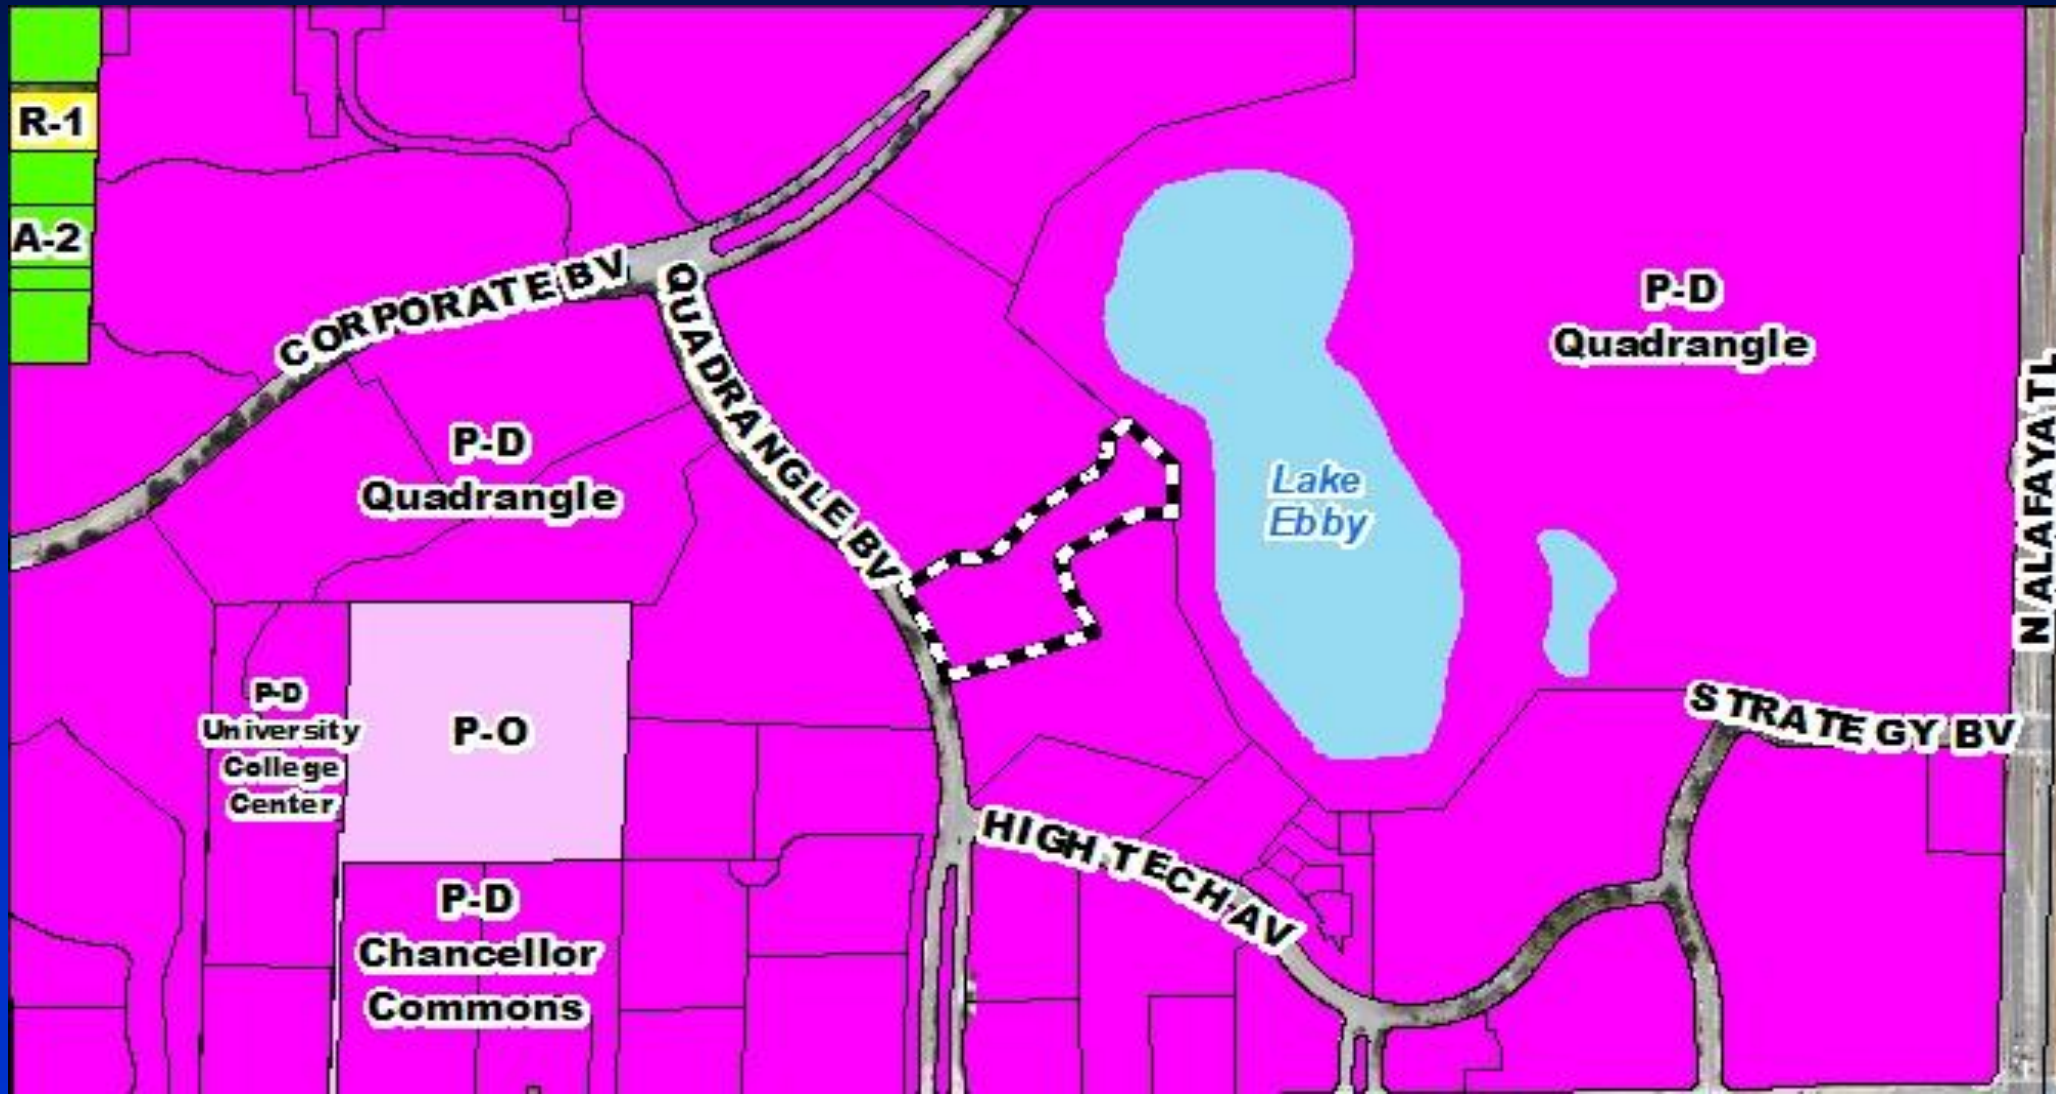 R-1
A-2
CORPORATE BV
QUADRANGLE BV
P-D
Quadrangle
P-D
Quadrangle
Lake
Ebby
N ALAFAYA TL
P-D
University
College
Center
P-O
STRATEGY BV
HIGH TECH AV
P-D
Chancellor
Commons